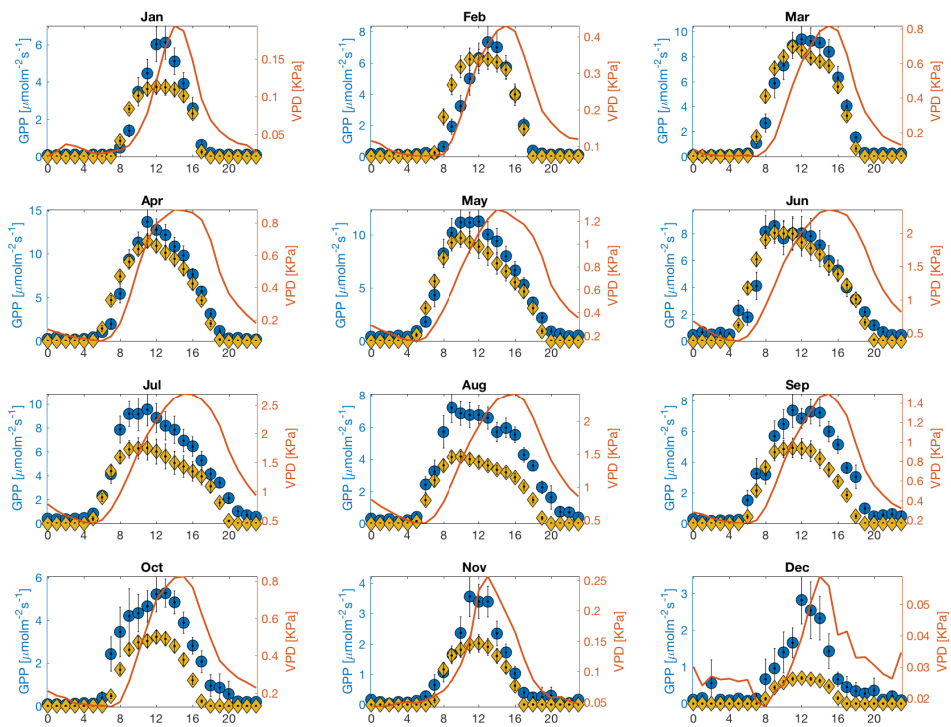 Jan
GPP [μmolm⁻²s⁻¹]
6
4
2
0
VPD [KPa]
0.15
0.1
0.05
0 4 8 12 16 20
Feb
GPP [μmolm⁻²s⁻¹]
8
6
4
2
0
VPD [KPa]
0.4
0.3
0.2
0.1
0 4 8 12 16 20
Mar
GPP [μmolm⁻²s⁻¹]
10
8
6
4
2
0
VPD [KPa]
0.8
0.6
0.4
0.2
0 4 8 12 16 20
Apr
GPP [μmolm⁻²s⁻¹]
15
10
5
0
VPD [KPa]
0.8
0.6
0.4
0.2
0 4 8 12 16 20
May
GPP [μmolm⁻²s⁻¹]
10
5
0
VPD [KPa]
1.2
1
0.8
0.6
0.4
0.2
0 4 8 12 16 20
Jun
GPP [μmolm⁻²s⁻¹]
8
6
4
2
0
VPD [KPa]
2
1.5
1
0.5
0 4 8 12 16 20
Jul
GPP [μmolm⁻²s⁻¹]
10
8
6
4
2
0
VPD [KPa]
2.5
2
1.5
1
0.5
0 4 8 12 16 20
Aug
GPP [μmolm⁻²s⁻¹]
8
6
4
2
0
VPD [KPa]
2
1.5
1
0.5
0 4 8 12 16 20
Sep
GPP [μmolm⁻²s⁻¹]
8
6
4
2
0
VPD [KPa]
1.4
1.2
1
0.8
0.6
0.4
0.2
0 4 8 12 16 20
Oct
GPP [μmolm⁻²s⁻¹]
6
4
2
0
VPD [KPa]
0.8
0.6
0.4
0.2
0 4 8 12 16 20
Nov
GPP [μmolm⁻²s⁻¹]
4
3
2
1
0
VPD [KPa]
0.25
0.2
0.15
0.1
0.05
0 4 8 12 16 20
Dec
GPP [μmolm⁻²s⁻¹]
3
2
1
0
VPD [KPa]
0.05
0.04
0.03
0.02
0 4 8 12 16 20